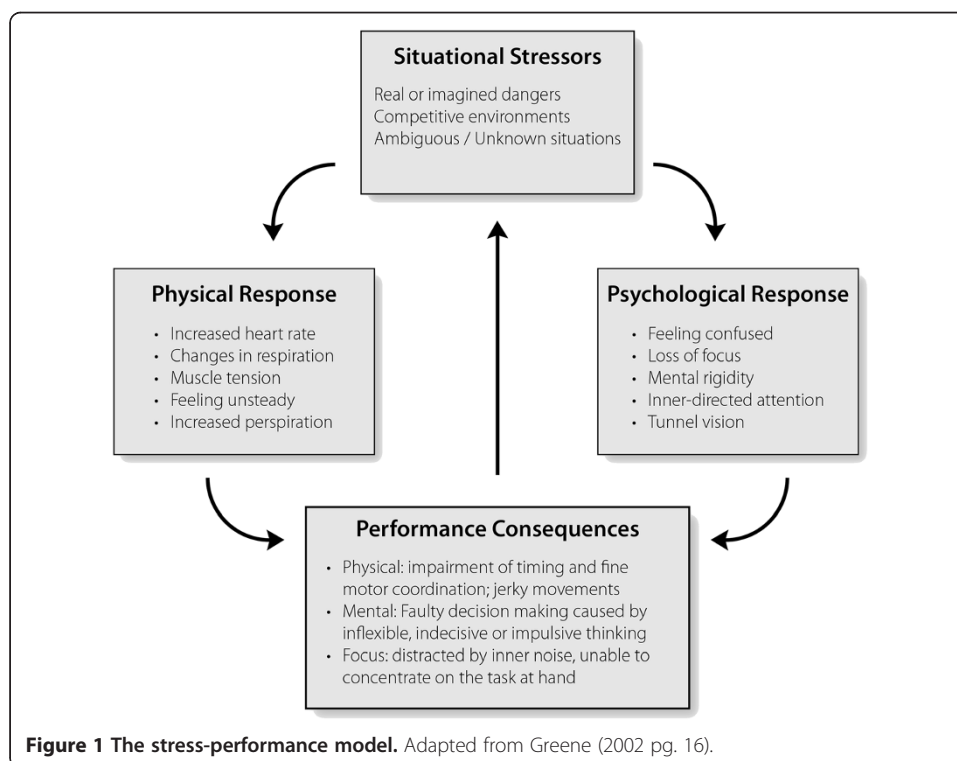 Situational Stressors
Real or imagined dangers
Competitive environments
Ambiguous / Unknown situations
Physical Response
• Increased heart rate
• Changes in respiration
• Muscle tension
• Feeling unsteady
• Increased perspiration
Psychological Response
• Feeling confused
• Loss of focus
• Mental rigidity
• Inner-directed attention
• Tunnel vision
Performance Consequences
• Physical: impairment of timing and fine
motor coordination; jerky movements
• Mental: Faulty decision making caused by
inflexible, indecisive or impulsive thinking
• Focus: distracted by inner noise, unable to
concentrate on the task at hand
Figure 1 The stress-performance model. Adapted from Greene (2002 pg. 16).